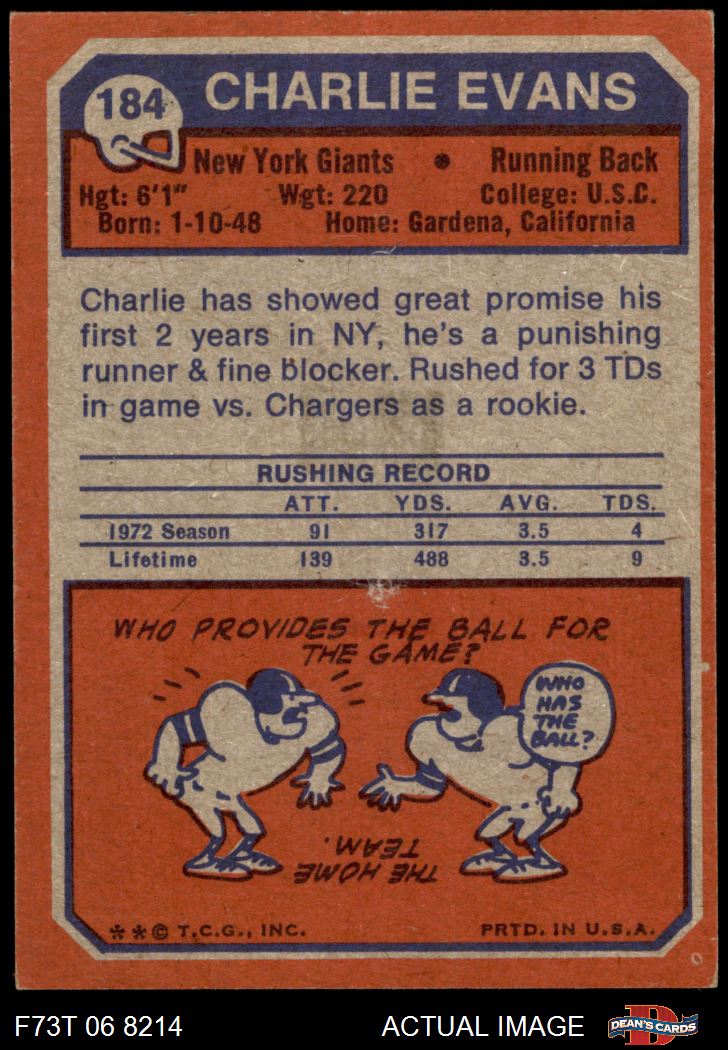 184
CHARLIE EVANS
New York Giants • Running Back
Hgt: 6'1" Wgt: 220 College: U.S.C.
Born: 1-10-48 Home: Gardena, California
Charlie has showed great promise his
first 2 years in NY, he's a punishing
runner & fine blocker. Rushed for 3 TDs
in game vs. Chargers as a rookie.
RUSHING RECORD
ATT. YDS. AVG. TDS.
1972 Season 91 317 3.5 4
Lifetime 139 488 3.5 9
WHO PROVIDES THE BALL FOR
THE GAME?
WHO
HAS
THE
BALL?
THE HOME
TEAM.
**© T.C.G., INC. PRTD. IN U.S.A.
F73T 06 8214 ACTUAL IMAGE
D
DEAN'S CARDS